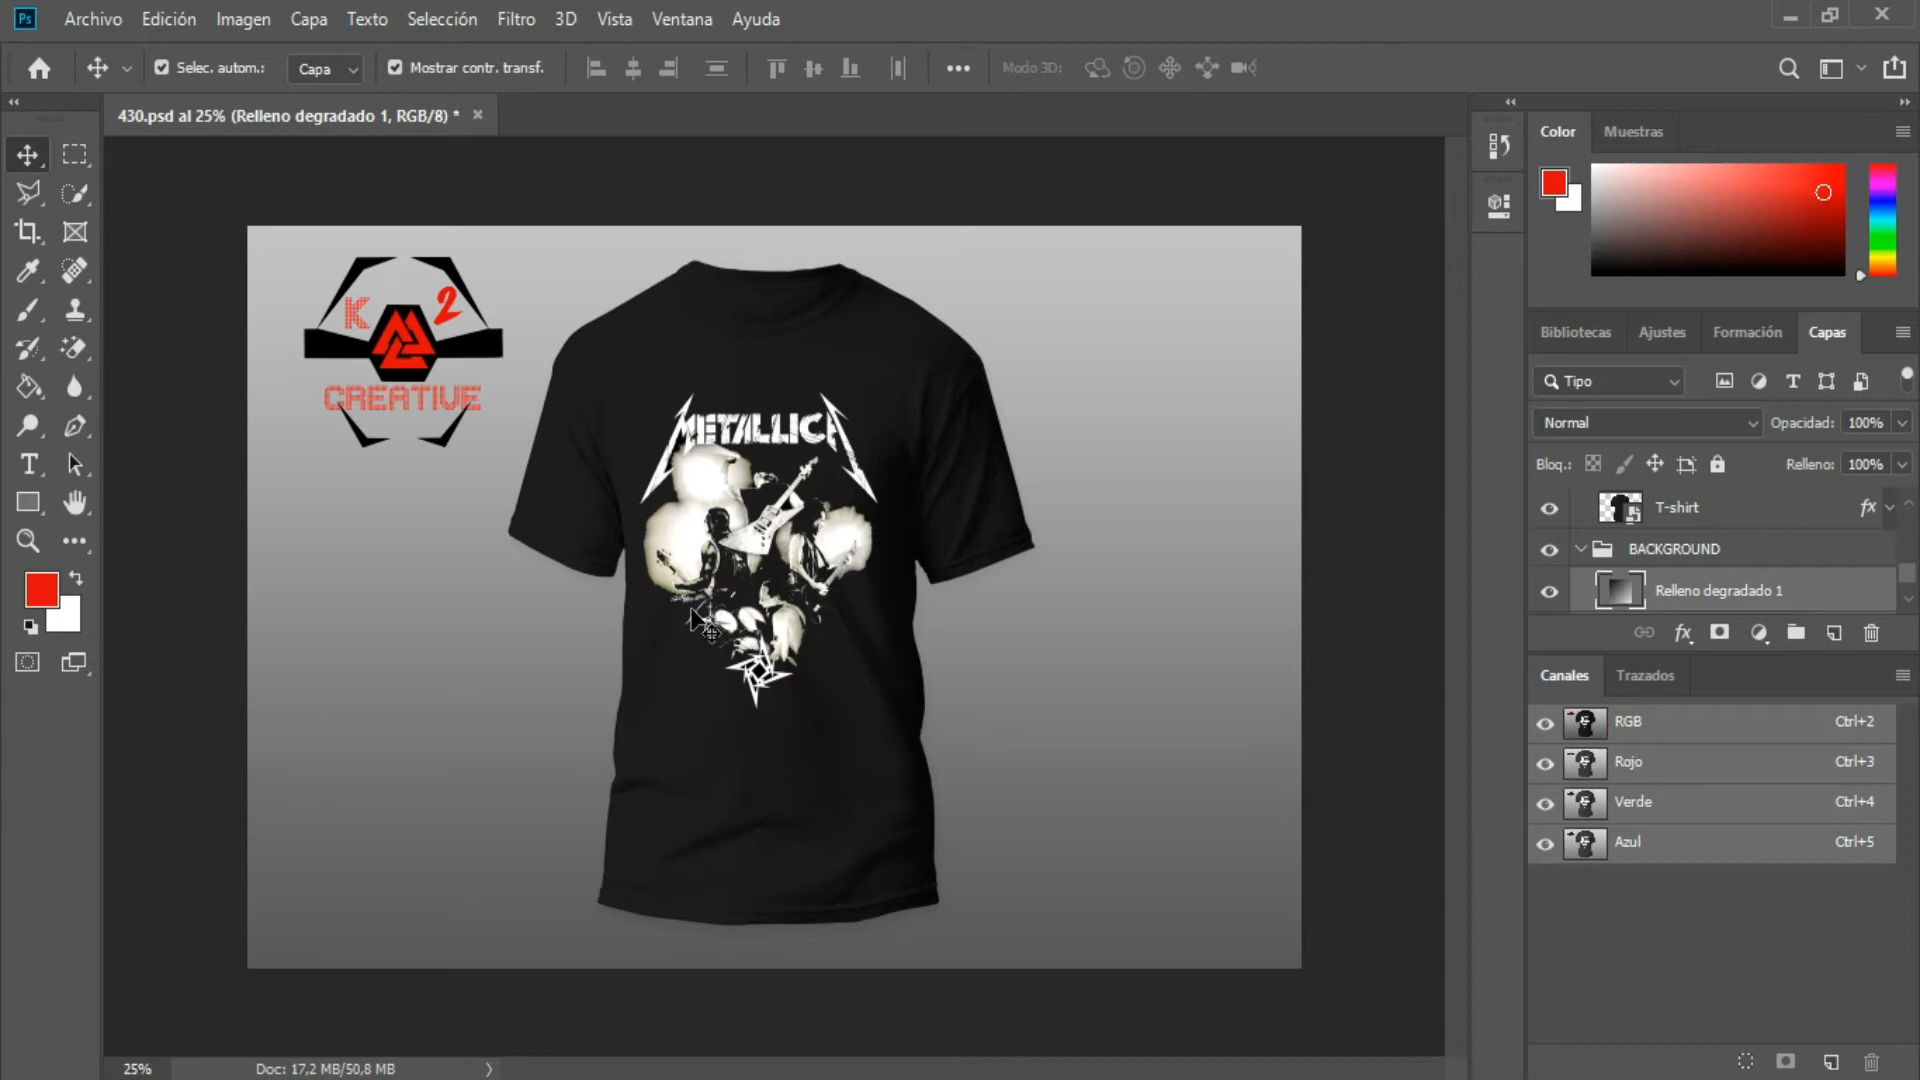 Ps Archivo Edición Imagen Capa Texto Selección Filtro 3D Vista Ventana Ayuda
Selec. autom.: Capa Mostrar contr. transf. Modo 3D:
430.psd al 25% (Relleno degradado 1, RGB/8) *
K 2
CREATIVE
METALLICA
Color Muestras
Bibliotecas Ajustes Formación Capas
Tipo
Normal Opacidad: 100%
Bloq.: Relleno: 100%
T-shirt fx
BACKGROUND
Relleno degradado 1
fx
Canales Trazados
RGB Ctrl+2
Rojo Ctrl+3
Verde Ctrl+4
Azul Ctrl+5
25% Doc: 17,2 MB/50,8 MB